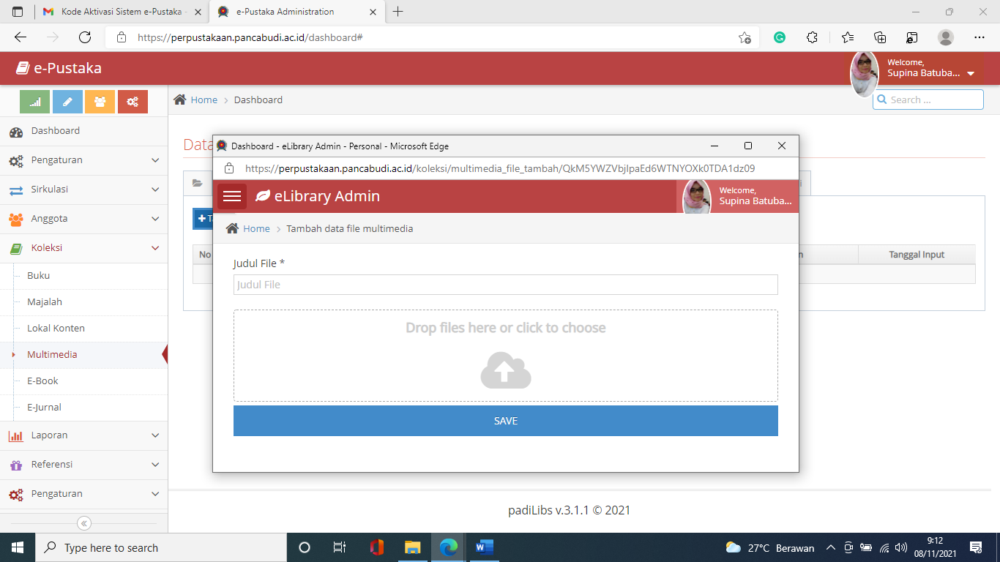 Kode Aktivasi Sistem e-Pustaka -
e-Pustaka Administration
https://perpustakaan.pancabudi.ac.id/dashboard#
e-Pustaka
Welcome,
Supina Batuba...
Home > Dashboard
Search ...
Dashboard
Pengaturan
Sirkulasi
Anggota
Koleksi
Buku
Majalah
Lokal Konten
Multimedia
E-Book
E-Jurnal
Laporan
Referensi
Pengaturan
Data
No
Tanggal Input
Dashboard - eLibrary Admin - Personal - Microsoft Edge
https://perpustakaan.pancabudi.ac.id/koleksi/multimedia_file_tambah/QkM5YWZVbjlpaEd6WTNYOXk0TDA1dz09
eLibrary Admin
Welcome,
Supina Batuba...
Home > Tambah data file multimedia
Judul File *
Judul File
Drop files here or click to choose
SAVE
padiLibs v.3.1.1 © 2021
Type here to search
27°C Berawan
9:12
08/11/2021